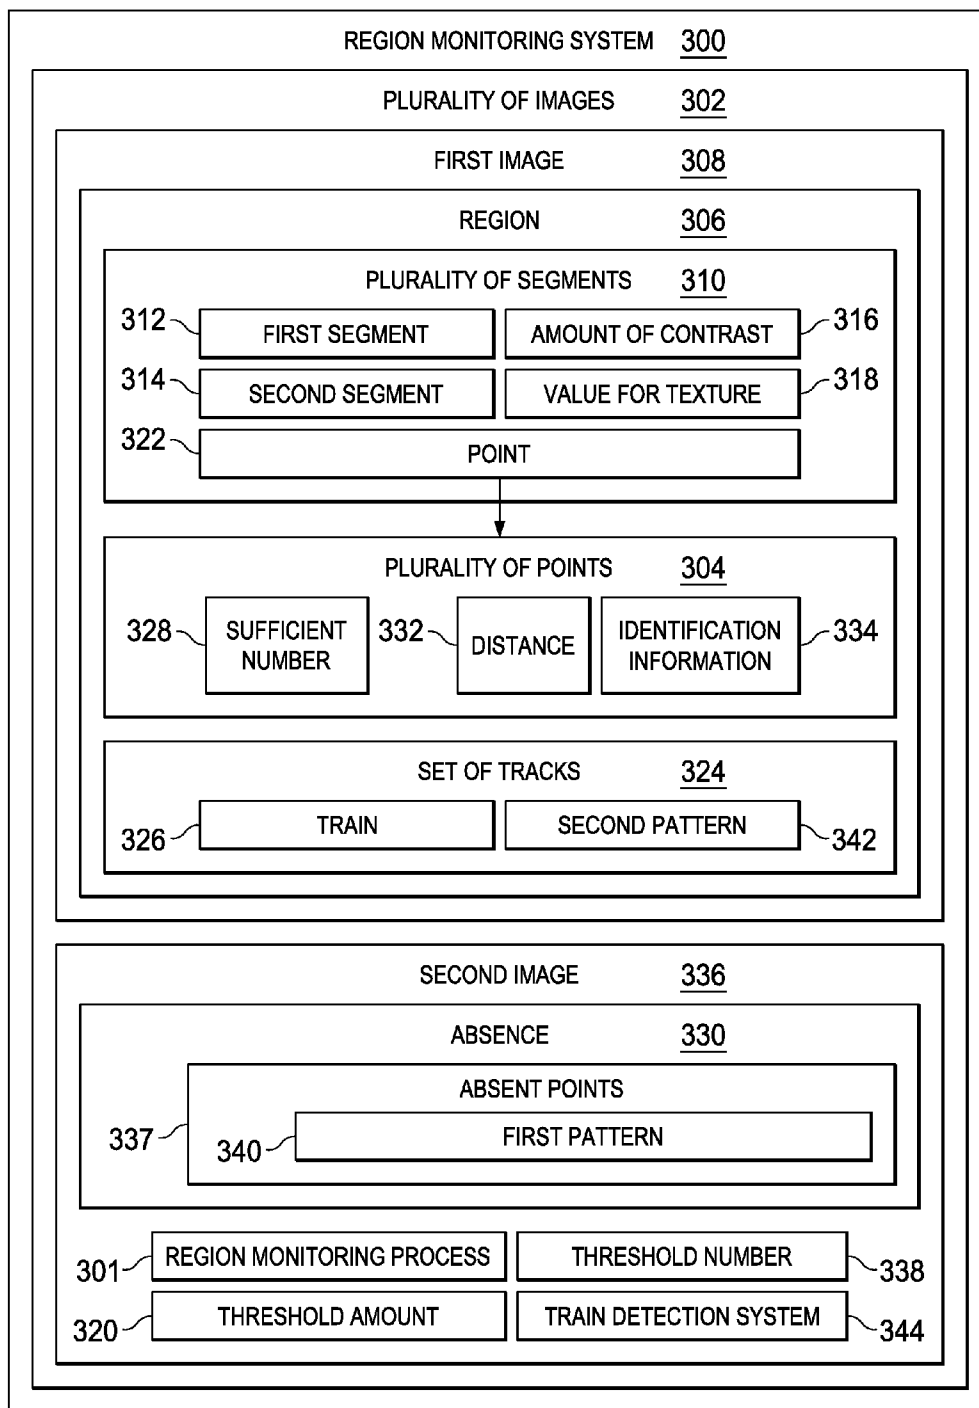 REGION MONITORING SYSTEM 300
PLURALITY OF IMAGES 302
FIRST IMAGE 308
REGION 306
PLURALITY OF SEGMENTS 310
312 FIRST SEGMENT AMOUNT OF CONTRAST 316
314 SECOND SEGMENT VALUE FOR TEXTURE 318
322 POINT
PLURALITY OF POINTS 304
328 SUFFICIENT NUMBER 332 DISTANCE IDENTIFICATION INFORMATION 334
SET OF TRACKS 324
326 TRAIN SECOND PATTERN 342
SECOND IMAGE 336
ABSENCE 330
ABSENT POINTS
337 340 FIRST PATTERN
301 REGION MONITORING PROCESS THRESHOLD NUMBER 338
320 THRESHOLD AMOUNT TRAIN DETECTION SYSTEM 344